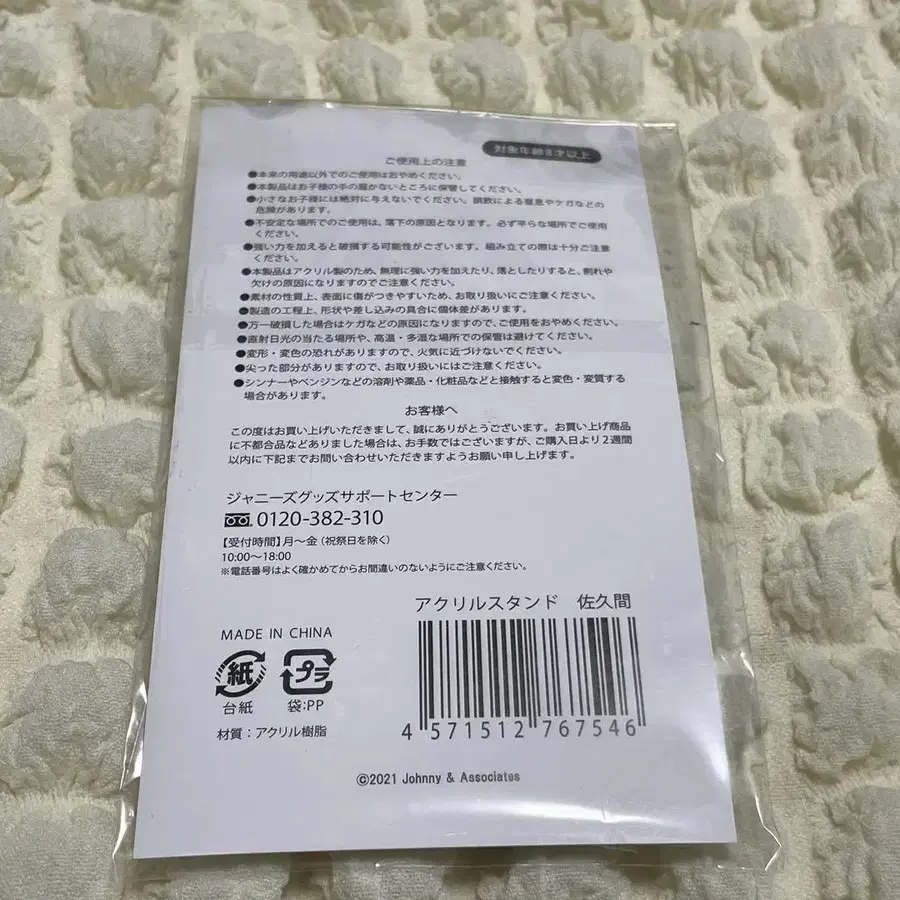 対象年齢8才以上
ご使用上の注意
●本来の用途以外でのご使用はおやめください。
●本製品はお子様の手の届かないところに保管してください。
●小さなお子様には絶対に与えないでください。誤飲による窒息やケガなどの
危険があります。
●不安定な場所でのご使用は、落下の原因となります。必ず平らな場所でご使用
ください。
●強い力を加えると破損する可能性がございます。組み立ての際は十分ご注意
ください。
●本製品はアクリル製のため、無理に強い力を加えたり、落としたりすると、割れや
欠けの原因になりますのでご注意ください。
●素材の性質上、表面に傷がつきやすいため、お取り扱いにご注意ください。
●製造の工程上、形状や差し込みの具合に個体差があります。
●万一破損した場合はケガなどの原因になりますので、ご使用をおやめください。
●直射日光の当たる場所や、高温・多湿な場所での保管は避けてください。
●変形・変色の恐れがありますので、火気に近づけないでください。
●尖った部分がありますので、お取り扱いにはご注意ください。
●シンナーやベンジンなどの溶剤や薬品・化粧品などと接触すると変色・変質する
場合があります。
お客様へ
この度はお買い上げいただきまして、誠にありがとうございます。お買い上げ商品
に不都合品などありました場合は、お手数ではございますが、ご購入日より2週間
以内に下記までお問い合わせいただきますようお願い申し上げます。
ジャニーズグッズサポートセンター
0120-382-310
【受付時間】月〜金（祝祭日を除く）
10:00〜18:00
※電話番号はよく確かめてからお間違いのないようにご注意ください。
アクリルスタンド 佐久間
MADE IN CHINA
紙 プラ
台紙 袋:PP
材質：アクリル樹脂
4 571512 767546
©2021 Johnny & Associates